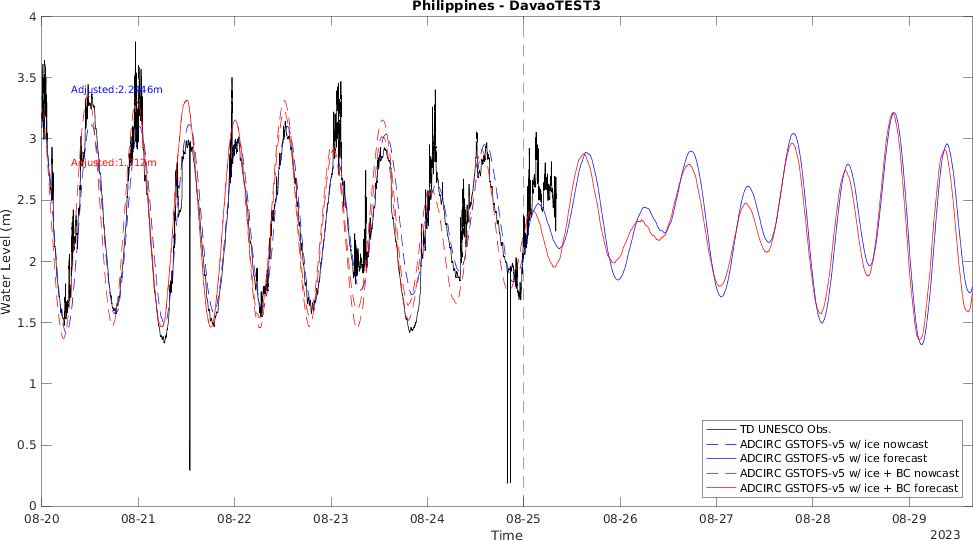 Philippines - DavaoTEST3
4
3.5
3
2.5
2
1.5
1
0.5
0
Water Level (m)
08-20
08-21
08-22
08-23
08-24
08-25
08-26
08-27
08-28
08-29
Time
2023
TD UNESCO Obs.
ADCIRC GSTOFS-v5 w/ ice nowcast
ADCIRC GSTOFS-v5 w/ ice forecast
ADCIRC GSTOFS-v5 w/ ice + BC nowcast
ADCIRC GSTOFS-v5 w/ ice + BC forecast